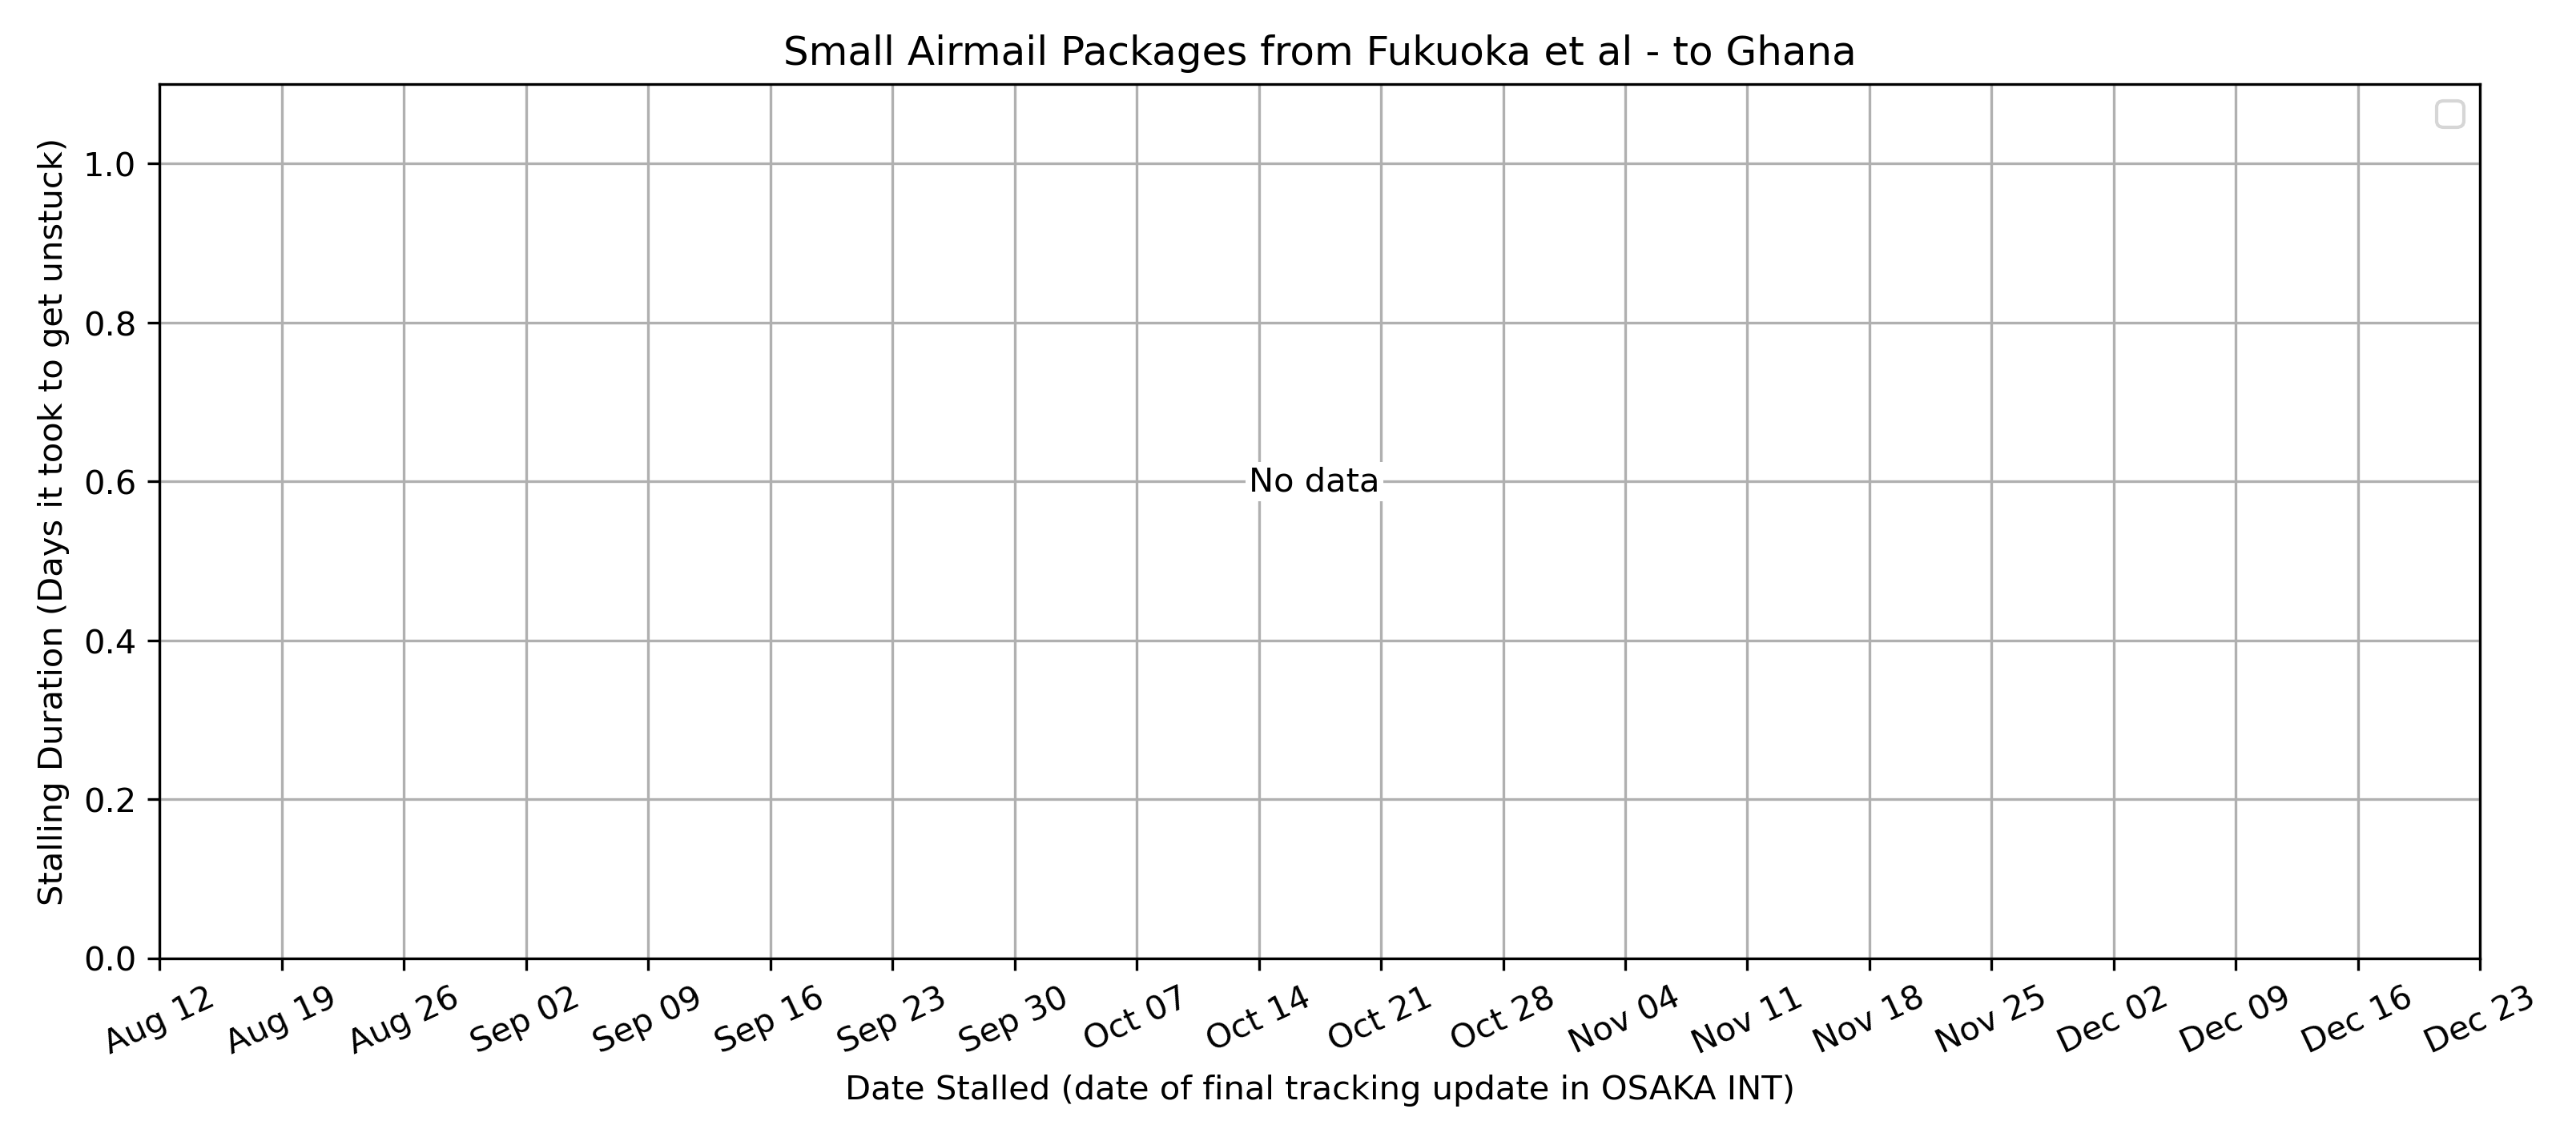 Small Airmail Packages from Fukuoka et al - to Ghana
Stalling Duration (Days it took to get unstuck)
1.0
0.8
0.6
0.4
0.2
0.0
No data
Aug 12
Aug 19
Aug 26
Sep 02
Sep 09
Sep 16
Sep 23
Sep 30
Oct 07
Oct 14
Oct 21
Oct 28
Nov 04
Nov 11
Nov 18
Nov 25
Dec 02
Dec 09
Dec 16
Dec 23
Date Stalled (date of final tracking update in OSAKA INT)